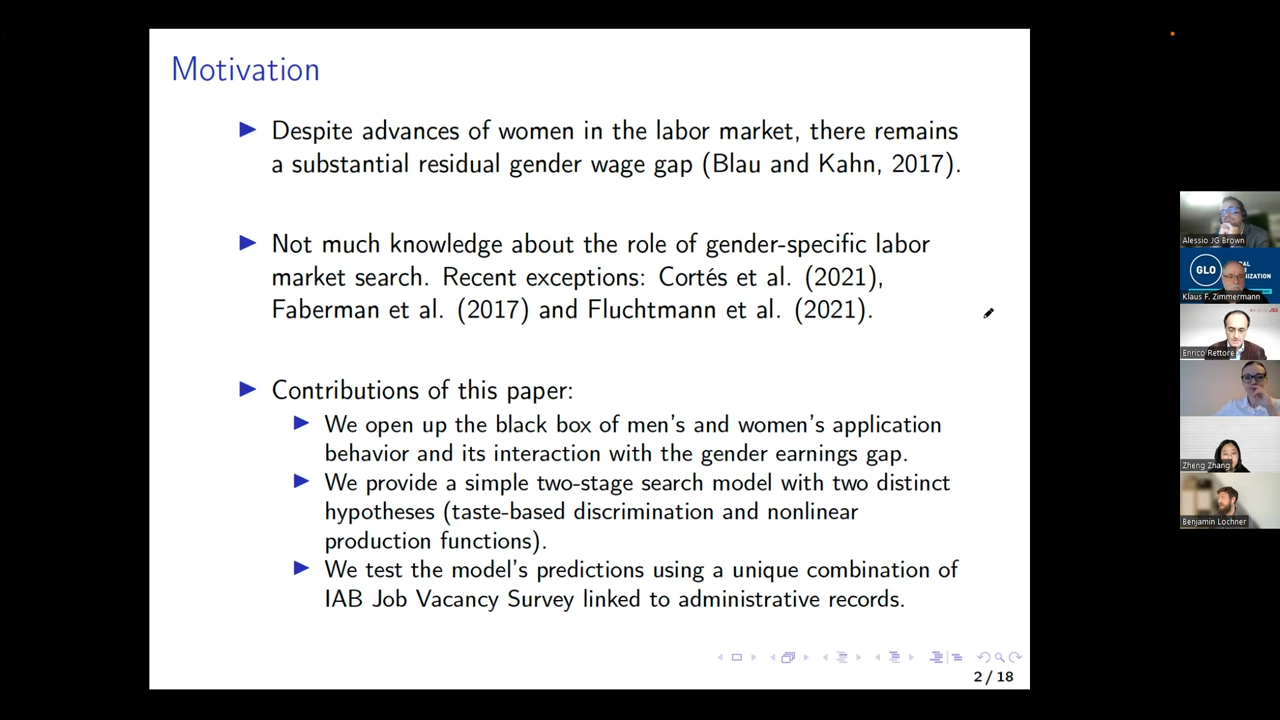 Motivation
Despite advances of women in the labor market, there remains
a substantial residual gender wage gap (Blau and Kahn, 2017).
Not much knowledge about the role of gender-specific labor
market search. Recent exceptions: Cortés et al. (2021),
Faberman et al. (2017) and Fluchtmann et al. (2021).
Contributions of this paper:
We open up the black box of men's and women's application
behavior and its interaction with the gender earnings gap.
We provide a simple two-stage search model with two distinct
hypotheses (taste-based discrimination and nonlinear
production functions).
We test the model's predictions using a unique combination of
IAB Job Vacancy Survey linked to administrative records.
2 / 18
Alessio JG Brown
GLO
Klaus F. Zimmermann
Enrico Rettore
Zheng Zhang
Benjamin Lochner